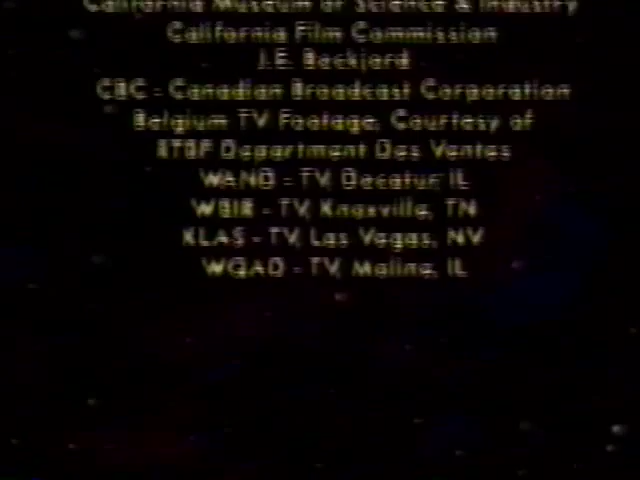 California Museum of Science & Industry
California Film Commission
J.E. Beckjord
CBC - Canadian Broadcast Corporation
Belgium TV Footage, Courtesy of
RTBF Department Des Ventes
WAND - TV, Decatur, IL
WBIR - TV, Knoxville, TN
KLAS - TV, Las Vegas, NV
WQAD - TV, Moline, IL